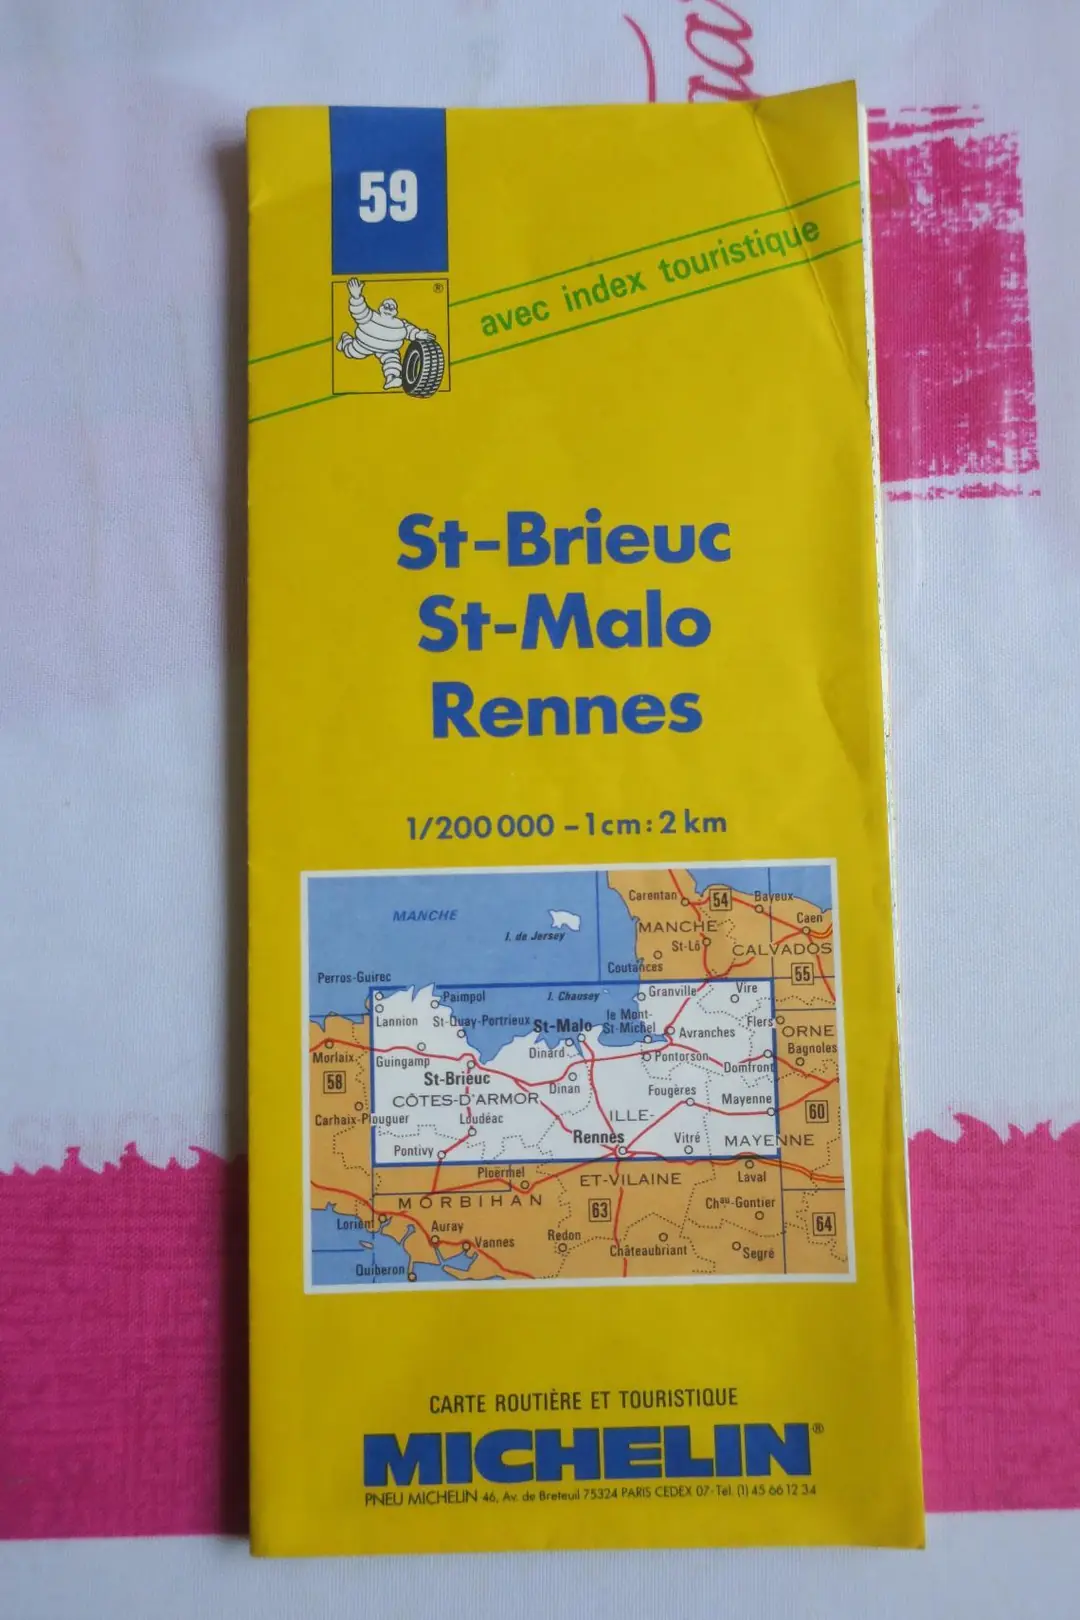 na
59
®
avec index touristique
St-Brieuc
St-Malo
Rennes
1/200 000 – 1 cm : 2 km
Carentan
54
Bayeux
MANCHE
I. de Jersey
MANCHE
St-Lô
Caen
CALVADOS
Coutances
55
Perros-Guirec
Paimpol
I. Chausey
Granville
Vire
Lannion
St-Quay-Portrieux
St-Malo
le Mont-
St-Michel
Avranches
Flers
ORNE
Morlaix
Guingamp
Dinard
Pontorson
Domfront
Bagnoles
58
St-Brieuc
Dinan
Fougères
Mayenne
CÔTES-D'ARMOR
60
Carhaix-Plouguer
Loudéac
ILLE-
Rennes
Vitré
MAYENNE
Pontivy
Ploërmel
ET-VILAINE
Laval
MORBIHAN
63
Chau-Gontier
64
Lorient
Auray
Vannes
Redon
Châteaubriant
Segré
Quiberon
CARTE ROUTIÈRE ET TOURISTIQUE
MICHELIN®
PNEU MICHELIN 46, Av. de Breteuil 75324 PARIS CEDEX 07-Tel. (1) 45 66 12 34